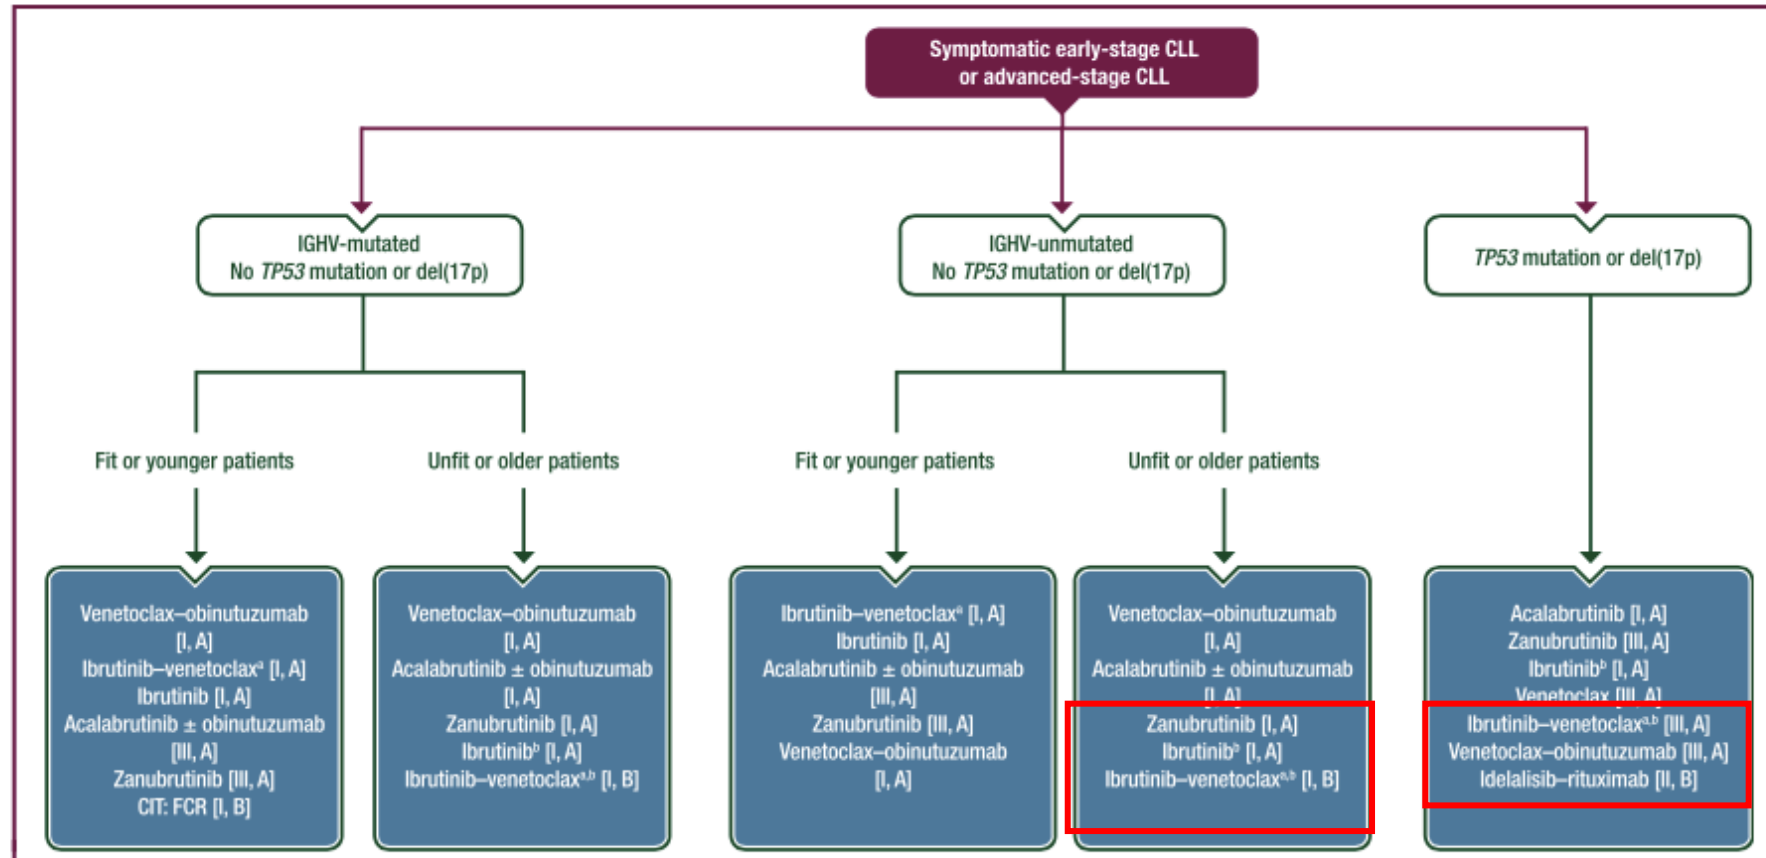 Symptomatic early-stage CLL
or advanced-stage CLL
IGHV-mutated
No TP53 mutation or del(17p)
IGHV-unmutated
No TP53 mutation or del(17p)
TP53 mutation or del(17p)
Fit or younger patients
Unfit or older patients
Fit or younger patients
Unfit or older patients
Venetoclax–obinutuzumab
[I, A]
Ibrutinib–venetoclaxᵃ [I, A]
Ibrutinib [I, A]
Acalabrutinib ± obinutuzumab
[III, A]
Zanubrutinib [III, A]
CIT: FCR [I, B]
Venetoclax–obinutuzumab
[I, A]
Acalabrutinib ± obinutuzumab
[I, A]
Zanubrutinib [I, A]
Ibrutinibᵇ [I, A]
Ibrutinib–venetoclaxᵃ,ᵇ [I, B]
Ibrutinib–venetoclaxᵃ [I, A]
Ibrutinib [I, A]
Acalabrutinib ± obinutuzumab
[III, A]
Zanubrutinib [III, A]
Venetoclax–obinutuzumab
[I, A]
Venetoclax–obinutuzumab
[I, A]
Acalabrutinib ± obinutuzumab
[I, A]
Zanubrutinib [I, A]
Ibrutinibᵇ [I, A]
Ibrutinib–venetoclaxᵃ,ᵇ [I, B]
Acalabrutinib [I, A]
Zanubrutinib [III, A]
Ibrutinibᵇ [I, A]
Venetoclax [III, A]
Ibrutinib–venetoclaxᵃ,ᵇ [III, A]
Venetoclax–obinutuzumab [III, A]
Idelalisib–rituximab [II, B]